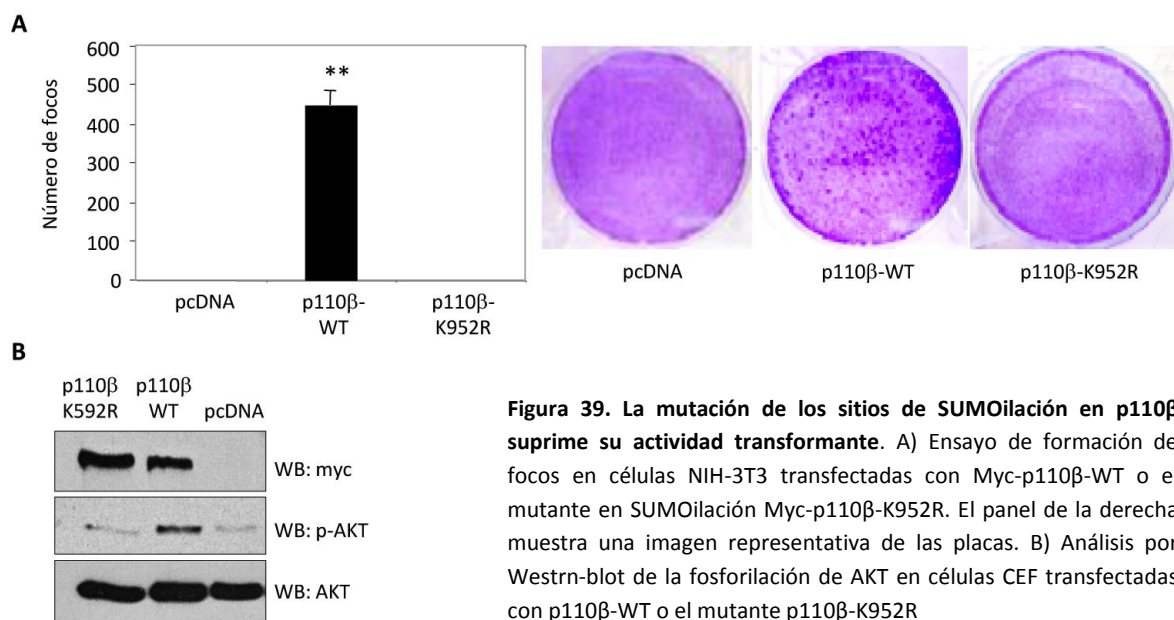 A
Número de focos
600
500
400
300
200
100
0
**
pcDNA
p110β-
WT
p110β-
K952R
pcDNA
p110β-WT
p110β-K952R
B
p110β
K592R
p110β
WT
pcDNA
WB: myc
WB: p-AKT
WB: AKT
Figura 39. La mutación de los sitios de SUMOilación en p110β
suprime su actividad transformante. A) Ensayo de formación de
focos en células NIH-3T3 transfectadas con Myc-p110β-WT o e
mutante en SUMOilación Myc-p110β-K952R. El panel de la derecha
muestra una imagen representativa de las placas. B) Análisis por
Westrn-blot de la fosforilación de AKT en células CEF transfectadas
con p110β-WT o el mutante p110β-K952R